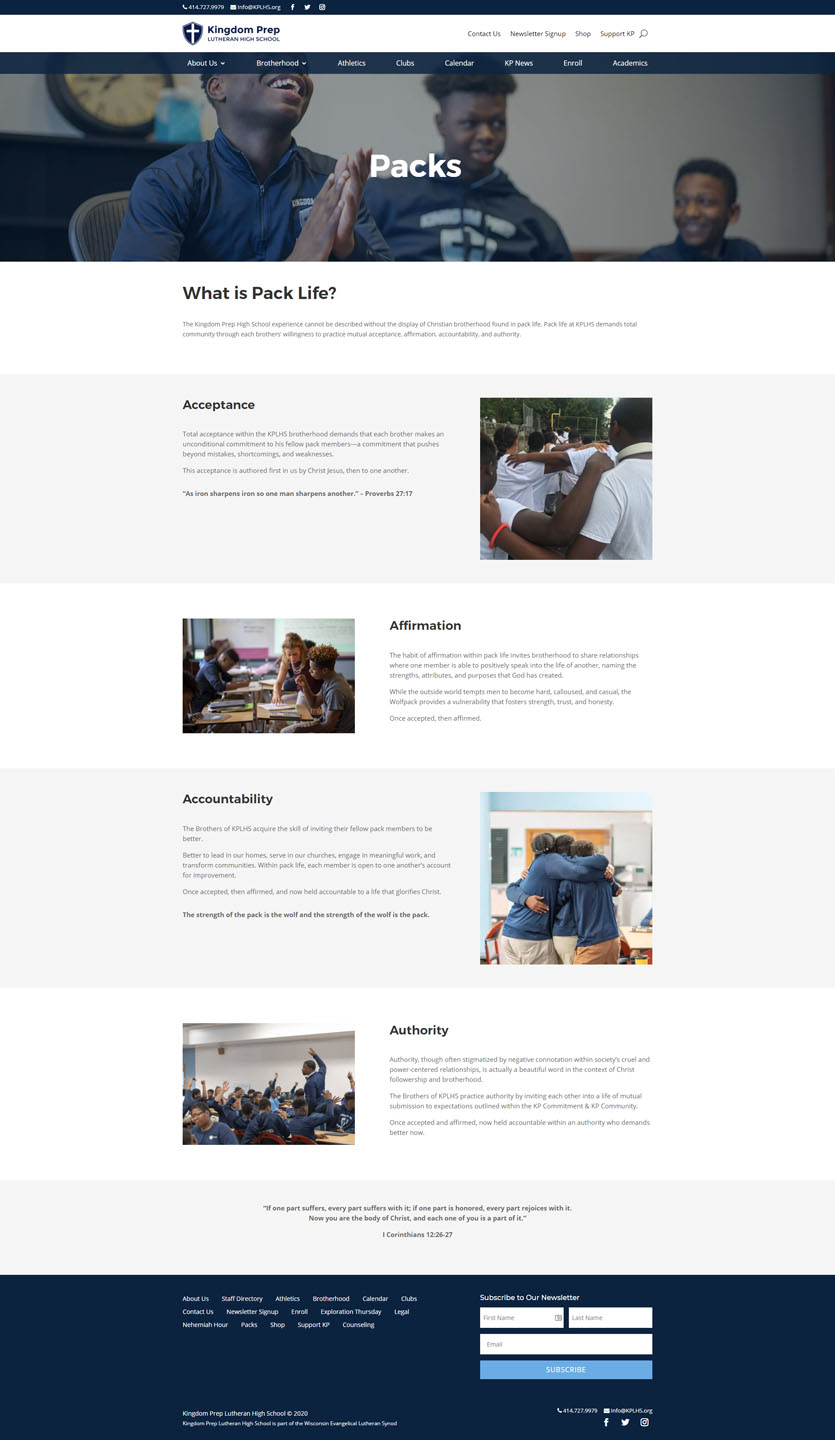 414.727.9979 Info@KPLHS.org
Kingdom Prep
LUTHERAN HIGH SCHOOL
Contact Us Newsletter Signup Shop Support KP
About Us Brotherhood Athletics Clubs Calendar KP News Enroll Academics
Packs
What is Pack Life?
The Kingdom Prep High School experience cannot be described without the display of Christian brotherhood found in pack life. Pack life at KPLHS demands total
community through each brothers' willingness to practice mutual acceptance, affirmation, accountability, and authority.
Acceptance
Total acceptance within the KPLHS brotherhood demands that each brother makes an
unconditional commitment to his fellow pack members—a commitment that pushes
beyond mistakes, shortcomings, and weaknesses.
This acceptance is authored first in us by Christ Jesus, then to one another.
"As iron sharpens iron so one man sharpens another." – Proverbs 27:17
Affirmation
The habit of affirmation within pack life invites brotherhood to share relationships
where one member is able to positively speak into the life of another, naming the
strengths, attributes, and purposes that God has created.
While the outside world tempts men to become hard, calloused, and casual, the
Wolfpack provides a vulnerability that fosters strength, trust, and honesty.
Once accepted, then affirmed.
Accountability
The Brothers of KPLHS acquire the skill of inviting their fellow pack members to be
better.
Better to lead in our homes, serve in our churches, engage in meaningful work, and
transform communities. Within pack life, each member is open to one another's account
for improvement.
Once accepted, then affirmed, and now held accountable to a life that glorifies Christ.
The strength of the pack is the wolf and the strength of the wolf is the pack.
Authority
Authority, though often stigmatized by negative connotation within society's cruel and
power-centered relationships, is actually a beautiful word in the context of Christ
followership and brotherhood.
The Brothers of KPLHS practice authority by inviting each other into a life of mutual
submission to expectations outlined within the KP Commitment & KP Community.
Once accepted and affirmed, now held accountable within an authority who demands
better now.
"If one part suffers, every part suffers with it; if one part is honored, every part rejoices with it.
Now you are the body of Christ, and each one of you is a part of it."
I Corinthians 12:26-27
About Us Staff Directory Athletics Brotherhood Calendar Clubs
Contact Us Newsletter Signup Enroll Exploration Thursday Legal
Nehemiah Hour Packs Shop Support KP Counseling
Subscribe to Our Newsletter
First Name Last Name
Email
SUBSCRIBE
Kingdom Prep Lutheran High School © 2020
Kingdom Prep Lutheran High School is part of the Wisconsin Evangelical Lutheran Synod
414.727.9979 Info@KPLHS.org